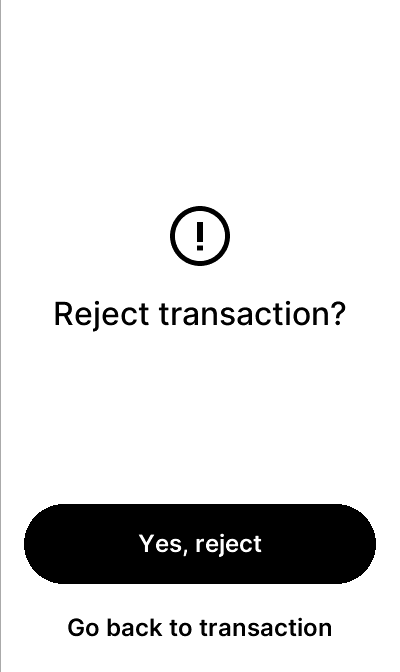 Reject transaction?
Yes, reject
Go back to transaction